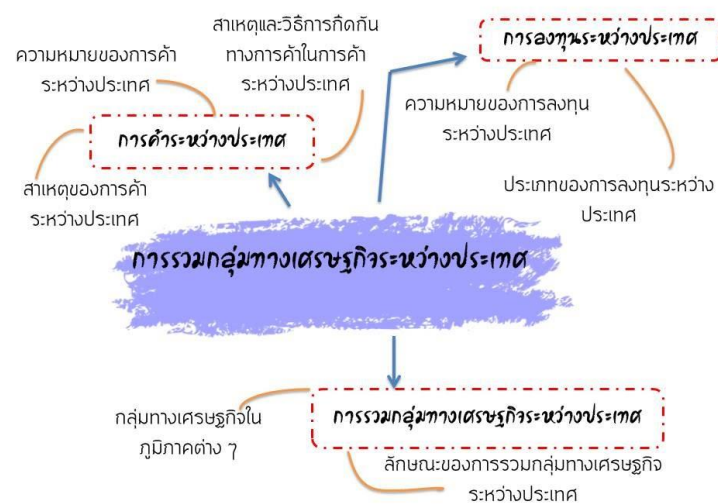 สาเหตุและวิธีการกีดกัน
ทางการค้าในการค้า
ระหว่างประเทศ
ความหมายของการค้า
ระหว่างประเทศ
การค้าระหว่างประเทศ
สาเหตุของการค้า
ระหว่างประเทศ
การลงทุนระหว่างประเทศ
ความหมายของการลงทุน
ระหว่างประเทศ
ประเภทของการลงทุนระหว่าง
ประเทศ
การรวมกลุ่มทางเศรษฐกิจระหว่างประเทศ
กลุ่มทางเศรษฐกิจใน
ภูมิภาคต่าง ๆ
การรวมกลุ่มทางเศรษฐกิจระหว่างประเทศ
ลักษณะของการรวมกลุ่มทางเศรษฐกิจ
ระหว่างประเทศ